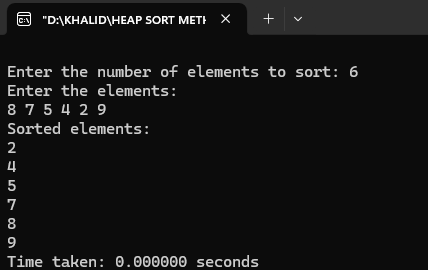 "D:\KHALID\HEAP SORT METH
Enter the number of elements to sort: 6
Enter the elements:
8 7 5 4 2 9
Sorted elements:
2
4
5
7
8
9
Time taken: 0.000000 seconds